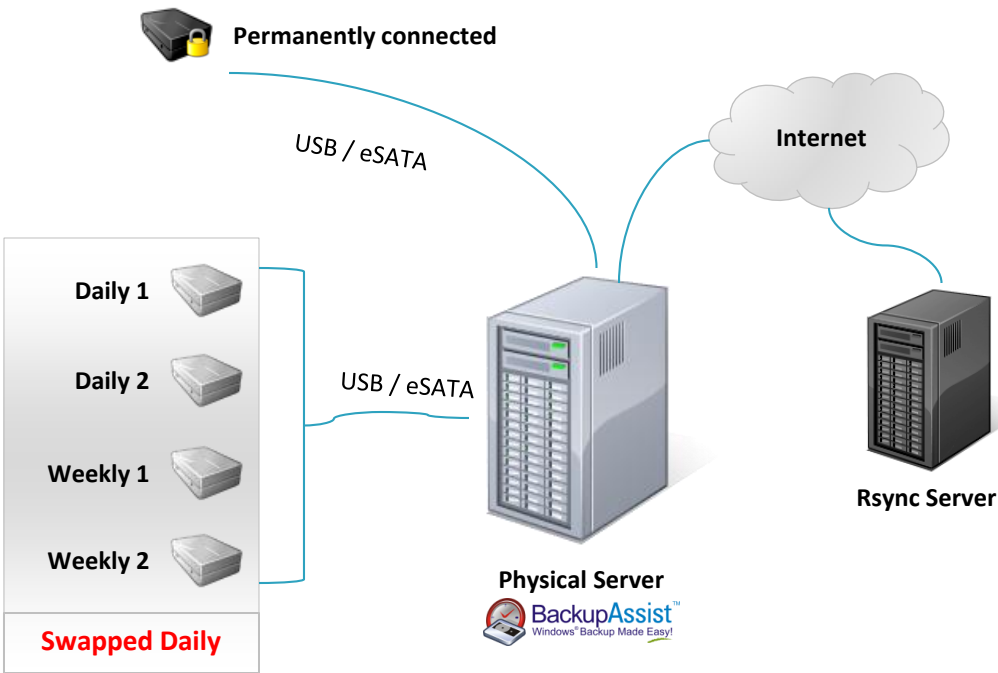 Permanently connected
USB / eSATA
Internet
Daily 1
Daily 2
USB / eSATA
Weekly 1
Weekly 2
Swapped Daily
Rsync Server
Physical Server
BackupAssist™
Windows® Backup Made Easy!